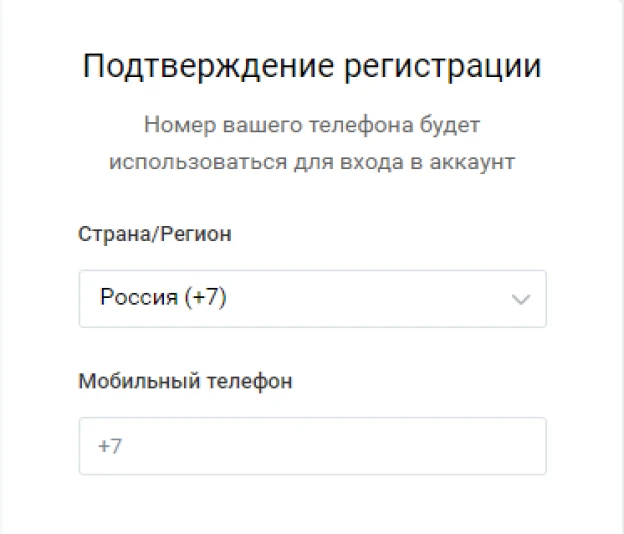 Подтверждение регистрации
Номер вашего телефона будет
использоваться для входа в аккаунт
Страна/Регион
Россия (+7)
Мобильный телефон
+7